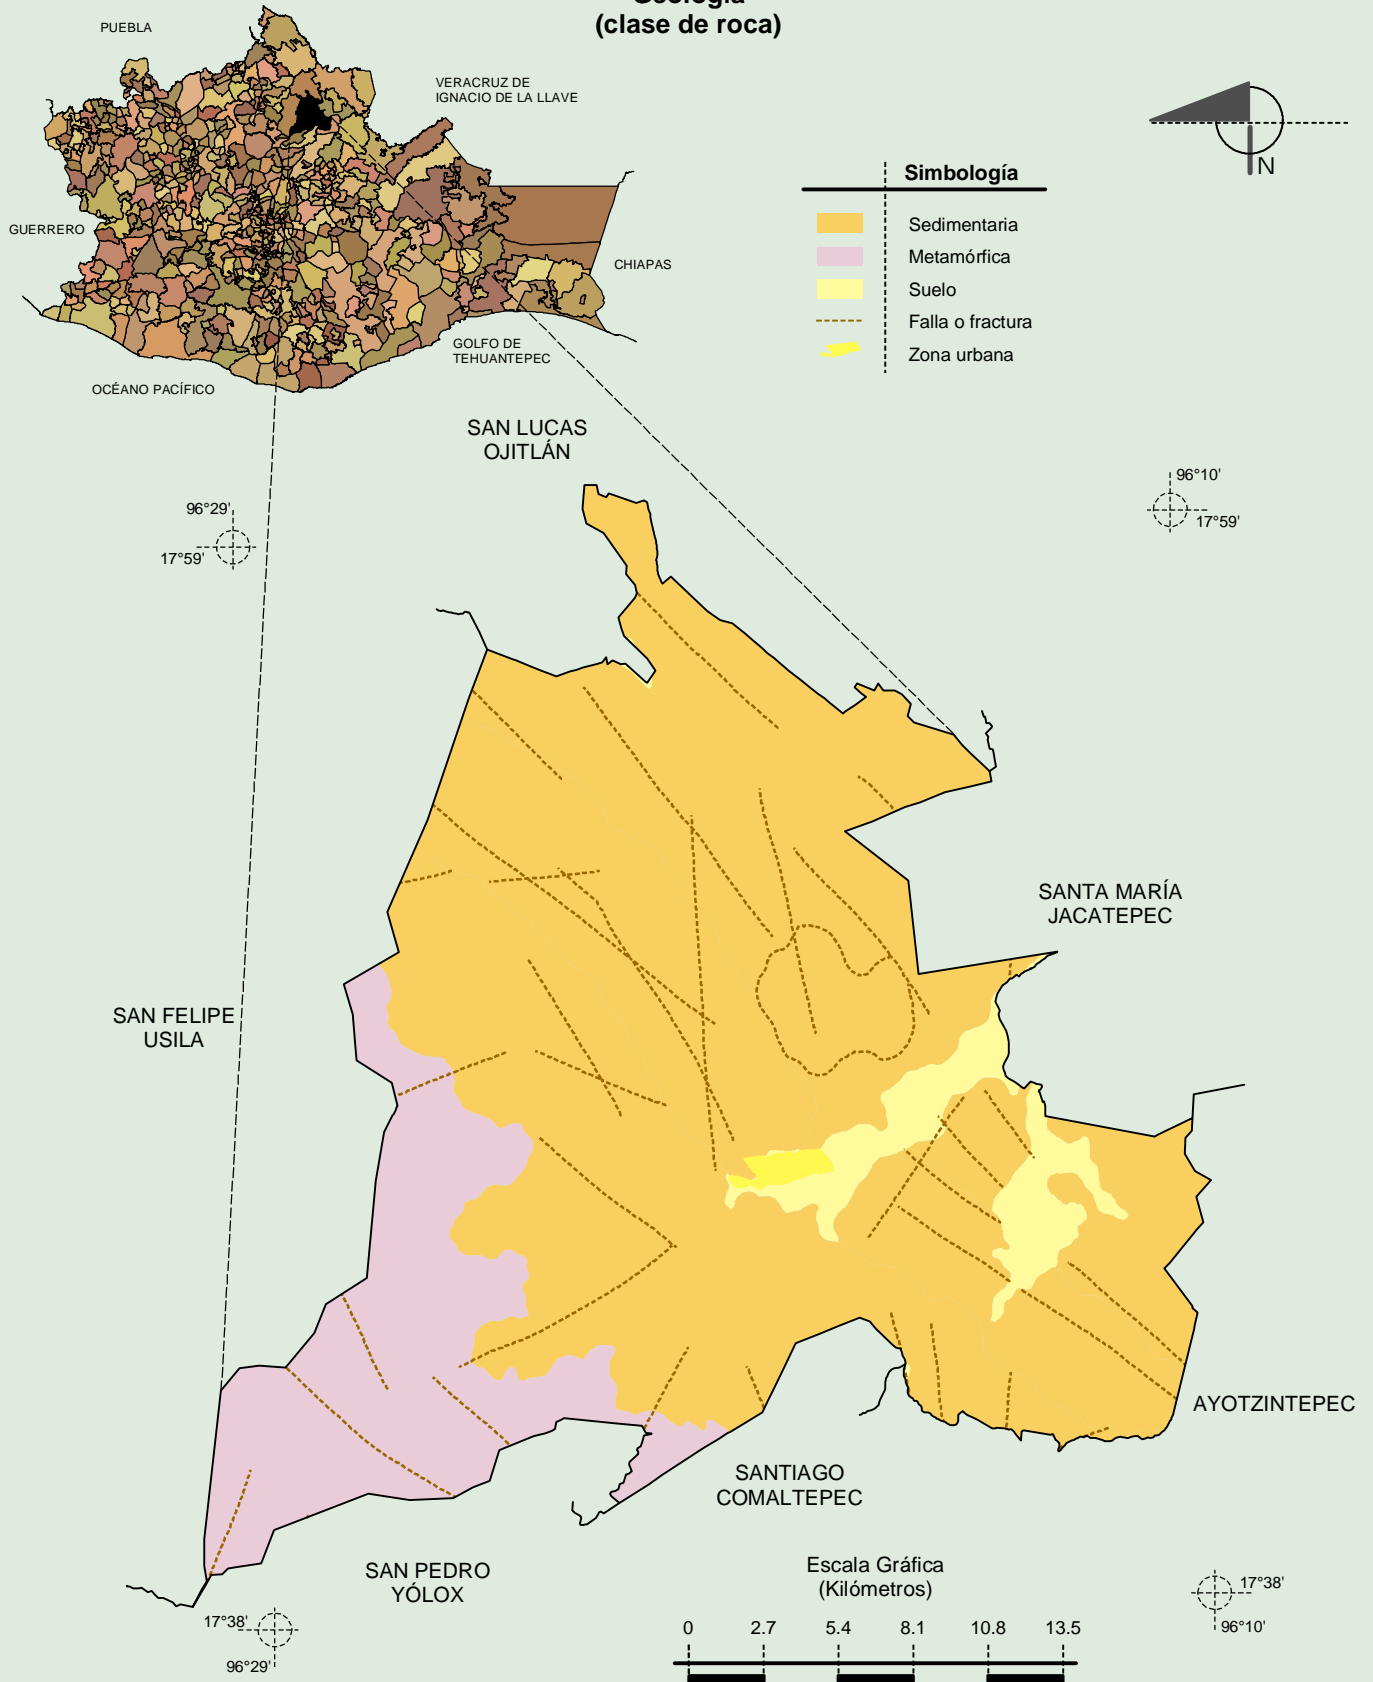 (clase de roca)
PUEBLA
VERACRUZ DE
IGNACIO DE LA LLAVE
GUERRERO
CHIAPAS
GOLFO DE
TEHUANTEPEC
OCÉANO PACÍFICO
N
Simbología
Sedimentaria
Metamórfica
Suelo
Falla o fractura
Zona urbana
SAN LUCAS
OJITLÁN
96°29'
17°59'
96°10'
17°59'
SANTA MARÍA
JACATEPEC
SAN FELIPE
USILA
AYOTZINTEPEC
SANTIAGO
COMALTEPEC
SAN PEDRO
YÓLOX
17°38'
96°29'
17°38'
96°10'
Escala Gráfica
(Kilómetros)
0 2.7 5.4 8.1 10.8 13.5